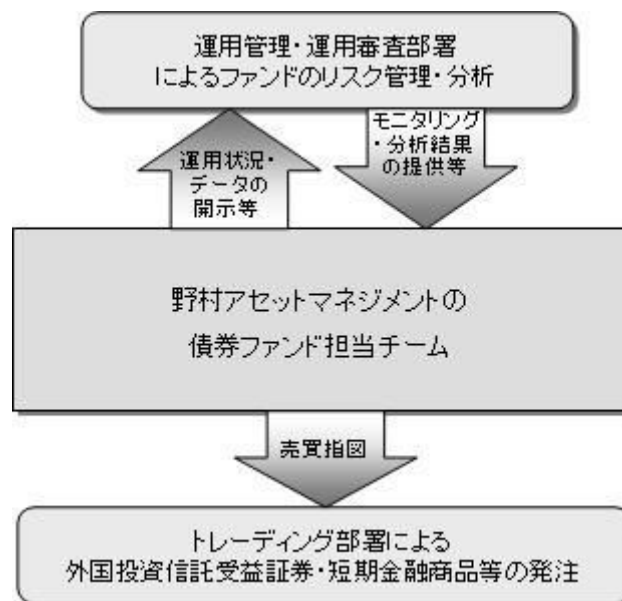 運用管理・運用審査部署
によるファンドのリスク管理・分析
運用状況・
データの
開示等
モニタリング
・分析結果
の提供等
野村アセットマネジメントの
債券ファンド担当チーム
売買指図
トレーディング部署による
外国投資信託受益証券・短期金融商品等の発注